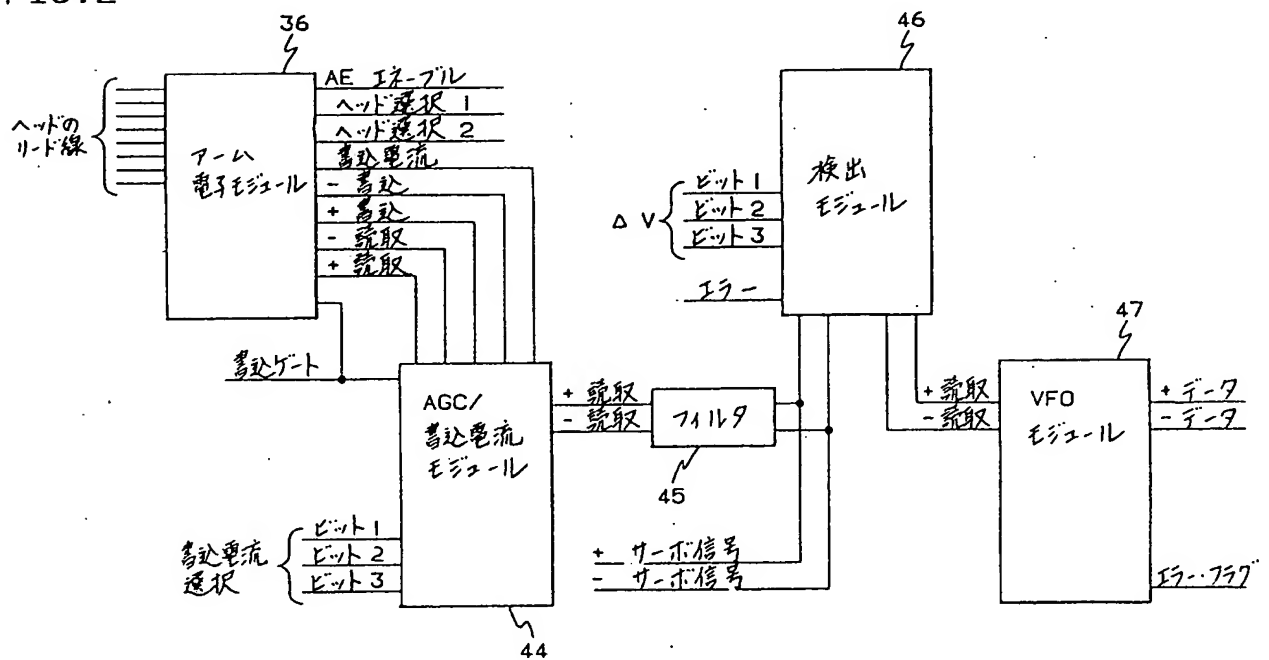 FIG.2
36
ヘッドの
リード線
アーム
電子モジュール
AE エネーブル
ヘッド選択 1
ヘッド選択 2
書込電流
- 書込
+ 書込
- 読取
+ 読取
書込ゲート
AGC/
書込電流
モジュール
書込電流
選択
ビット 1
ビット 2
ビット 3
44
+ 読取
- 読取
フィルタ
45
+ サーボ信号
- サーボ信号
46
検出
モジュール
Δ V
ビット 1
ビット 2
ビット 3
エラー
47
+ 読取
- 読取
VFO
モジュール
+ データ
- データ
エラー・フラグ